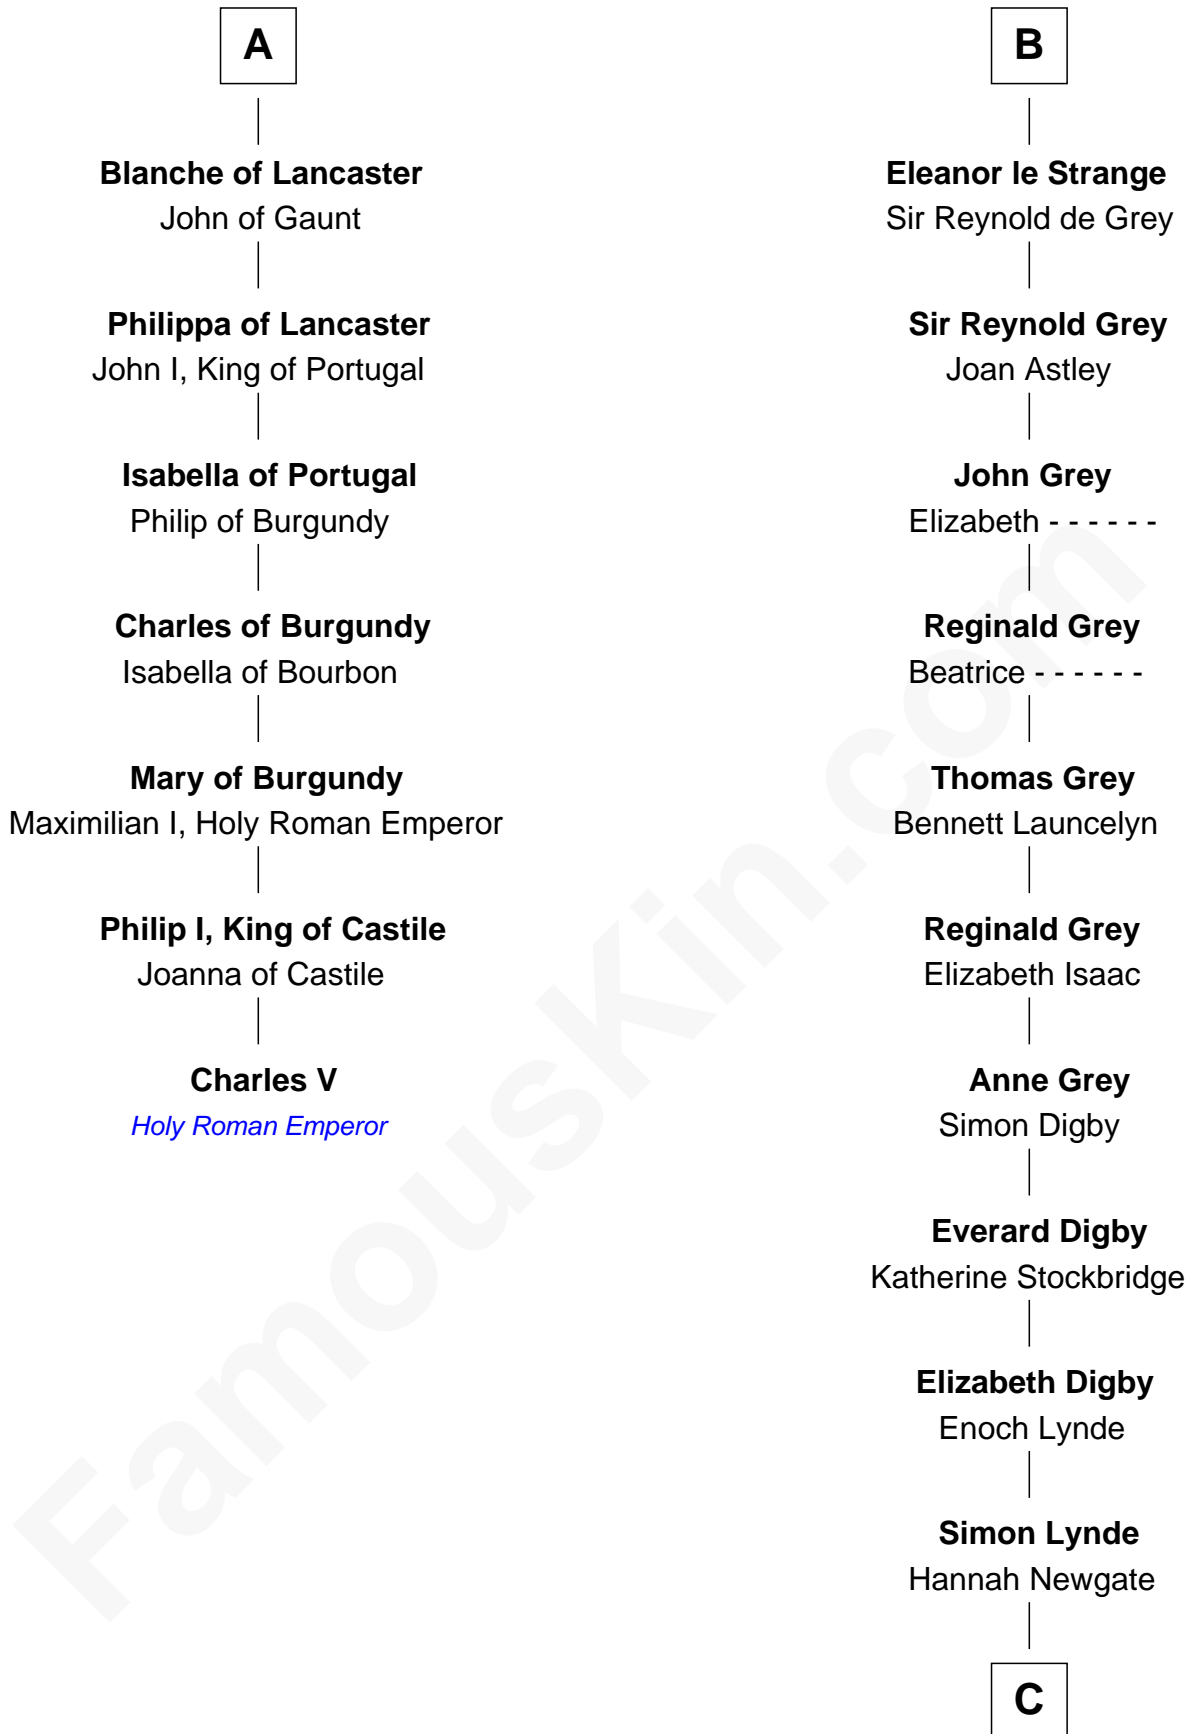 A
Blanche of Lancaster
John of Gaunt
Philippa of Lancaster
John I, King of Portugal
Isabella of Portugal
Philip of Burgundy
Charles of Burgundy
Isabella of Bourbon
Mary of Burgundy
Maximilian I, Holy Roman Emperor
Philip I, King of Castile
Joanna of Castile
Charles V
Holy Roman Emperor
B
Eleanor le Strange
Sir Reynold de Grey
Sir Reynold Grey
Joan Astley
John Grey
Elizabeth - - - - - -
Reginald Grey
Beatrice - - - - - -
Thomas Grey
Bennett Launcelyn
Reginald Grey
Elizabeth Isaac
Anne Grey
Simon Digby
Everard Digby
Katherine Stockbridge
Elizabeth Digby
Enoch Lynde
Simon Lynde
Hannah Newgate
C
FamousKin.com